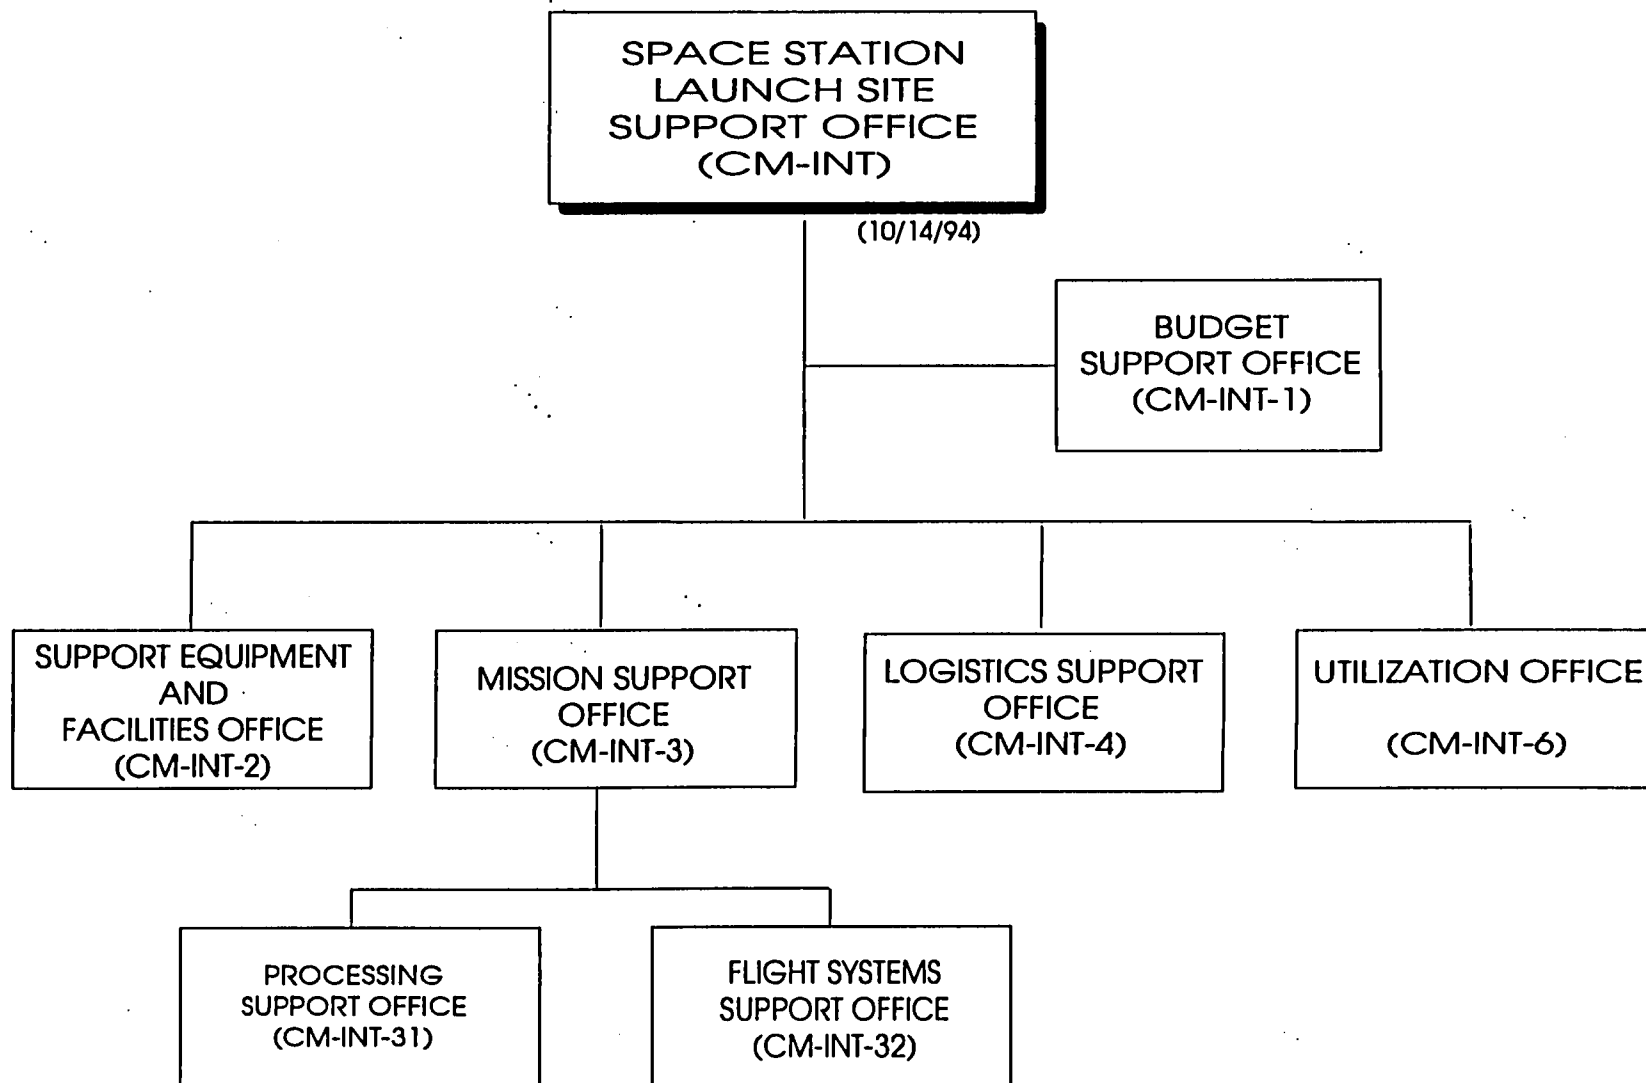 SPACE STATION
LAUNCH SITE
SUPPORT OFFICE
(CM-INT)
(10/14/94)
BUDGET
SUPPORT OFFICE
(CM-INT-1)
SUPPORT EQUIPMENT
AND
FACILITIES OFFICE
(CM-INT-2)
MISSION SUPPORT
OFFICE
(CM-INT-3)
LOGISTICS SUPPORT
OFFICE
(CM-INT-4)
UTILIZATION OFFICE
(CM-INT-6)
PROCESSING
SUPPORT OFFICE
(CM-INT-31)
FLIGHT SYSTEMS
SUPPORT OFFICE
(CM-INT-32)